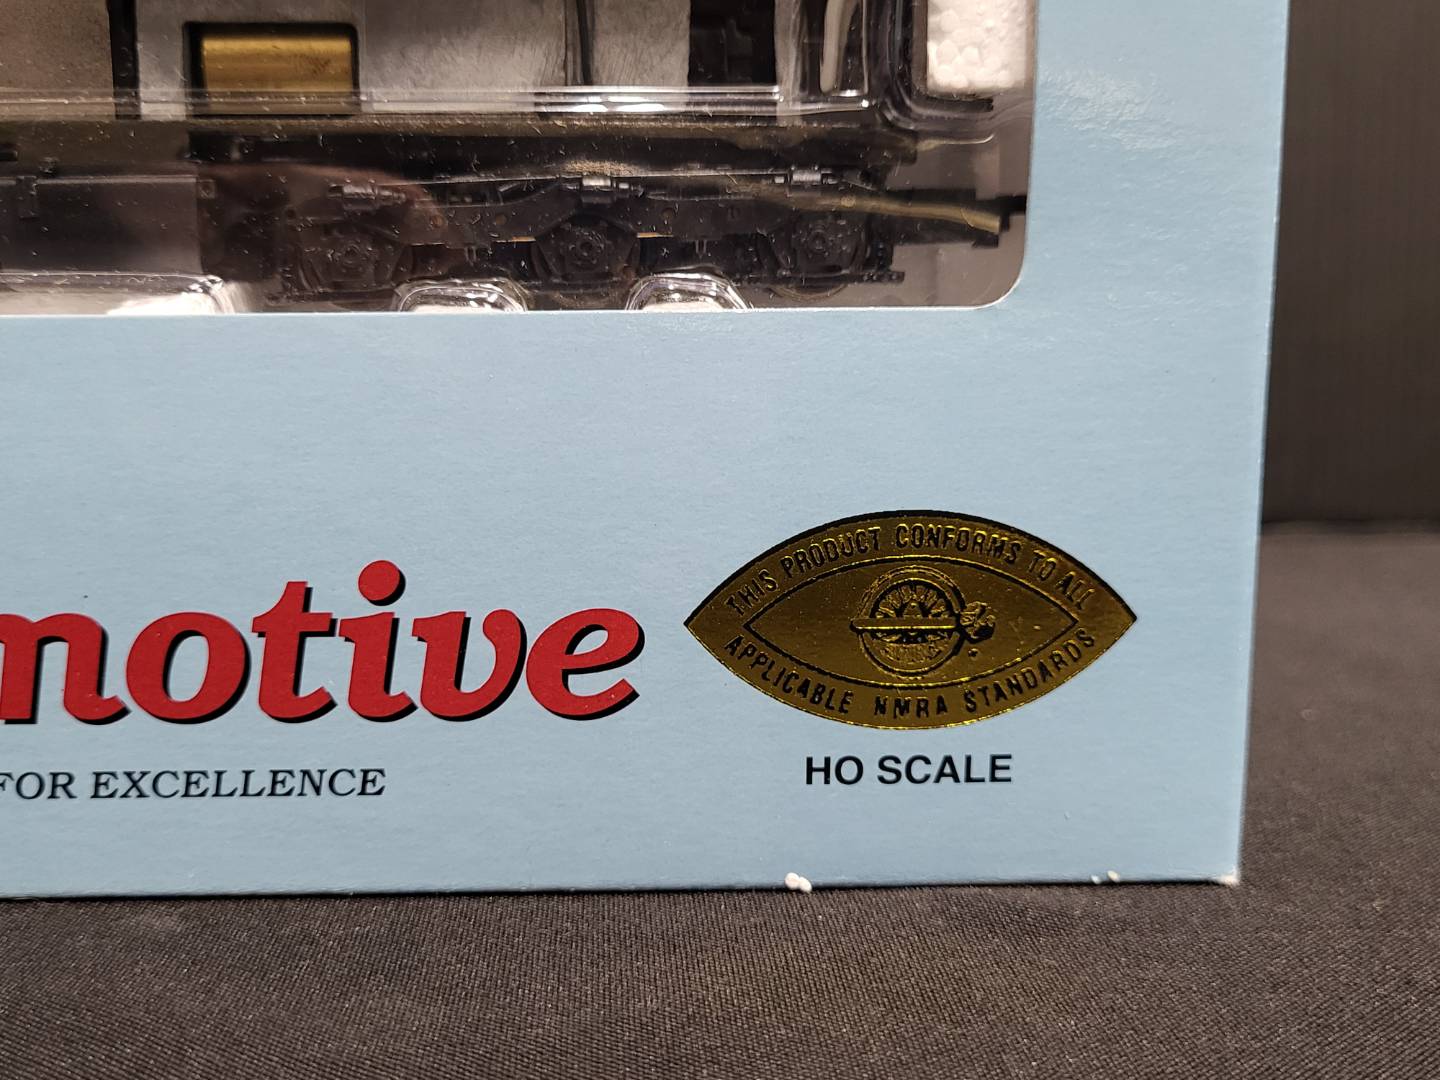 motive
FOR EXCELLENCE
THIS PRODUCT CONFORMS TO ALL
APPLICABLE NMRA STANDARDS
HO SCALE